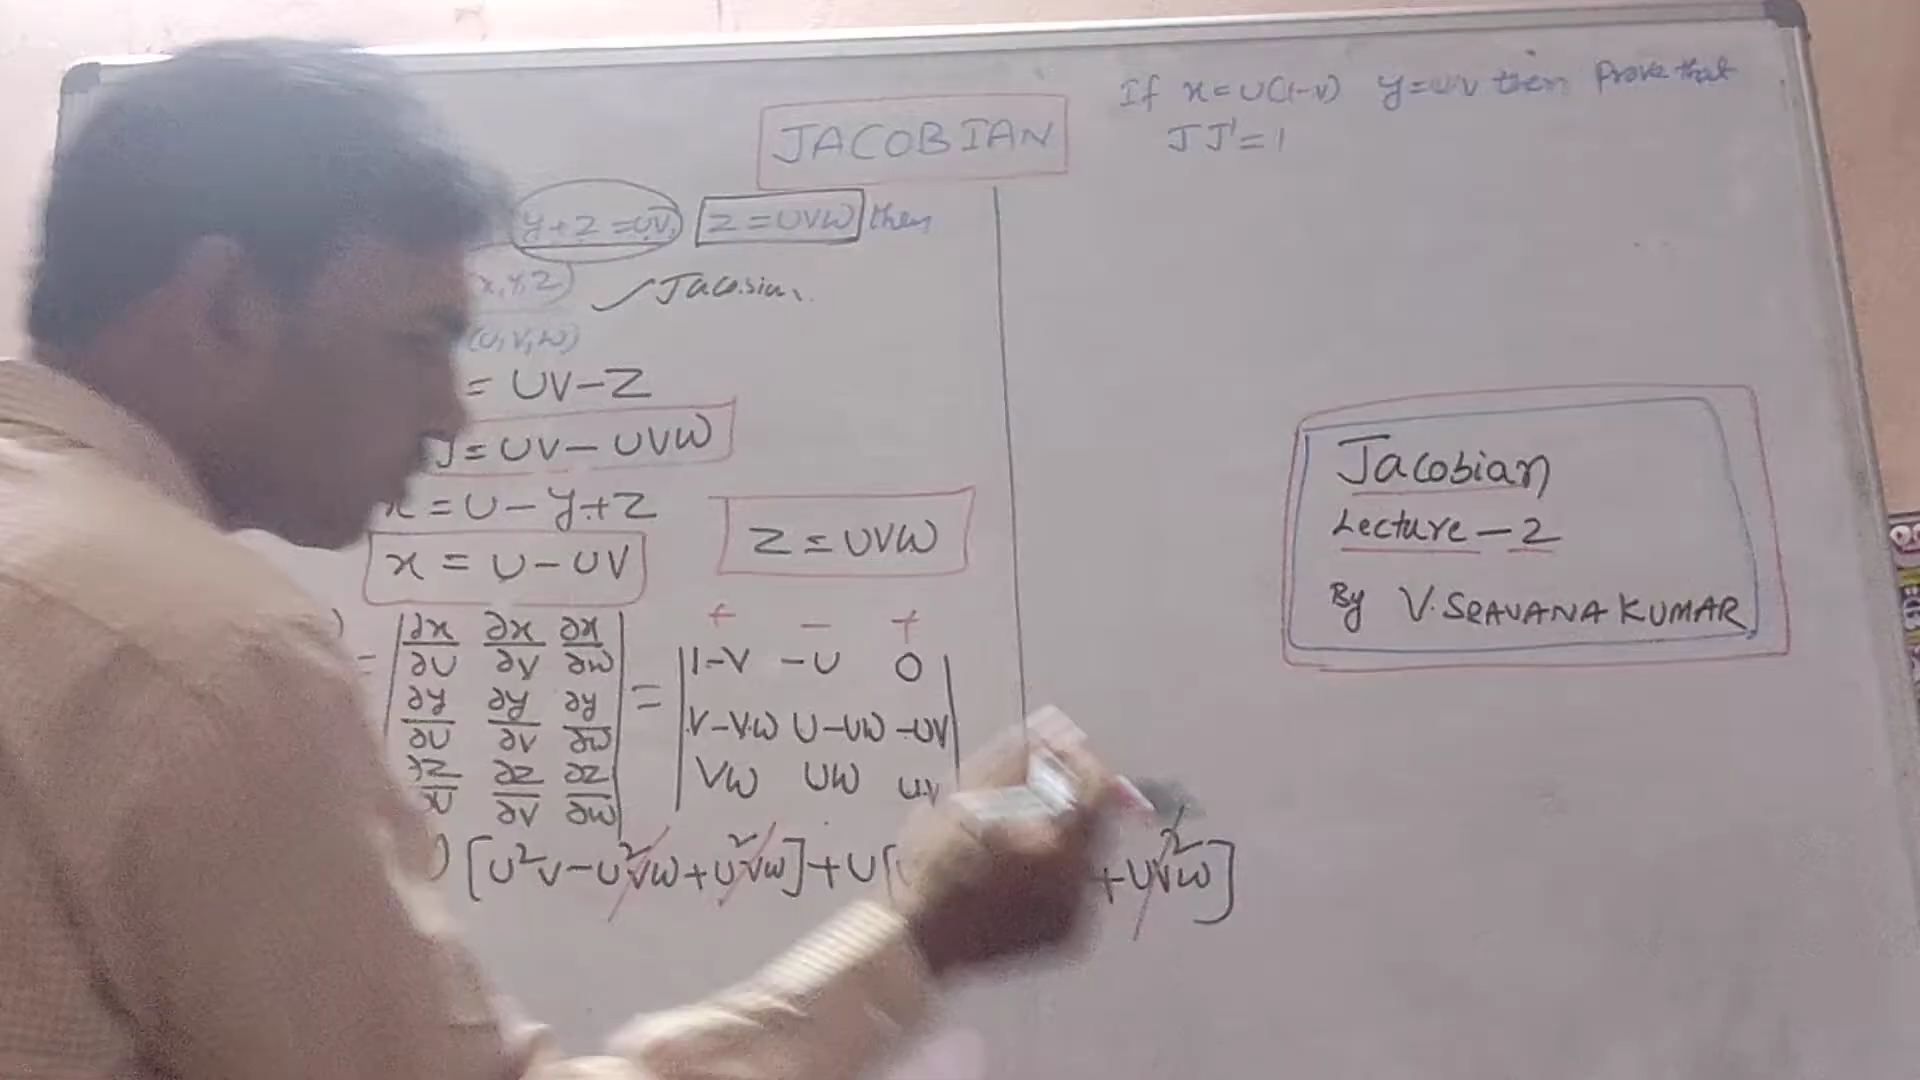 If x=U(1-V) y=UV then Prove that
JJ'=1
JACOBIAN
y+z=UV, z=UVW then
x,y,z)
Jacobian
(U,V,W)
= UV-Z
y= UV-UVW
x=U-y+z
x = U-UV
Z=UVW
+ - +
= |∂x/∂U ∂x/∂V ∂x/∂W| = |1-V -U 0|
|∂y/∂U ∂y/∂V ∂y/∂W| |V-VW U-UW -UV|
|∂z/∂U ∂z/∂V ∂z/∂W| |VW UW UV|
) [U²V-U²VW+U²VW]+U[ +UV²W]
Jacobian
Lecture-2
By V.SRAVANA KUMAR